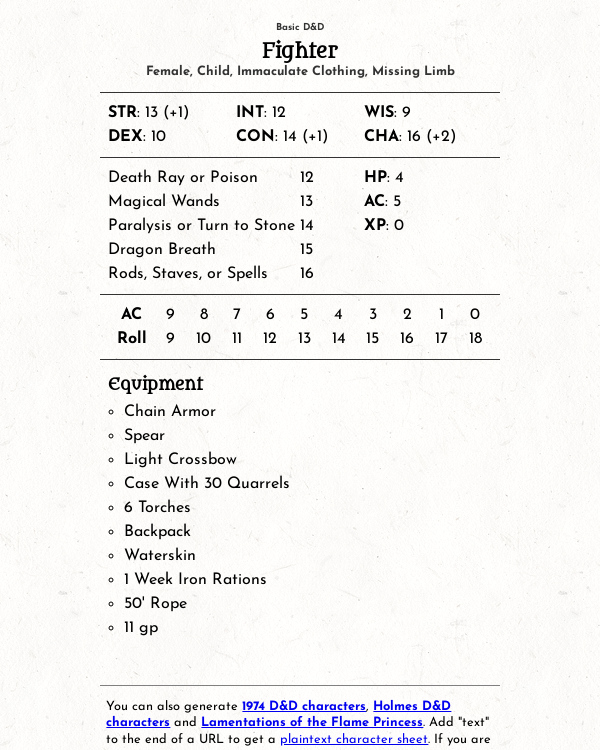 Basic D&D
Fighter
Female, Child, Immaculate Clothing, Missing Limb
STR: 13 (+1) INT: 12 WIS: 9
DEX: 10 CON: 14 (+1) CHA: 16 (+2)
Death Ray or Poison 12 HP: 4
Magical Wands 13 AC: 5
Paralysis or Turn to Stone 14 XP: 0
Dragon Breath 15
Rods, Staves, or Spells 16
AC 9 8 7 6 5 4 3 2 1 0
Roll 9 10 11 12 13 14 15 16 17 18
Equipment
Chain Armor
Spear
Light Crossbow
Case With 30 Quarrels
6 Torches
Backpack
Waterskin
1 Week Iron Rations
50' Rope
11 gp
You can also generate 1974 D&D characters, Holmes D&D
characters and Lamentations of the Flame Princess. Add "text"
to the end of a URL to get a plaintext character sheet. If you are